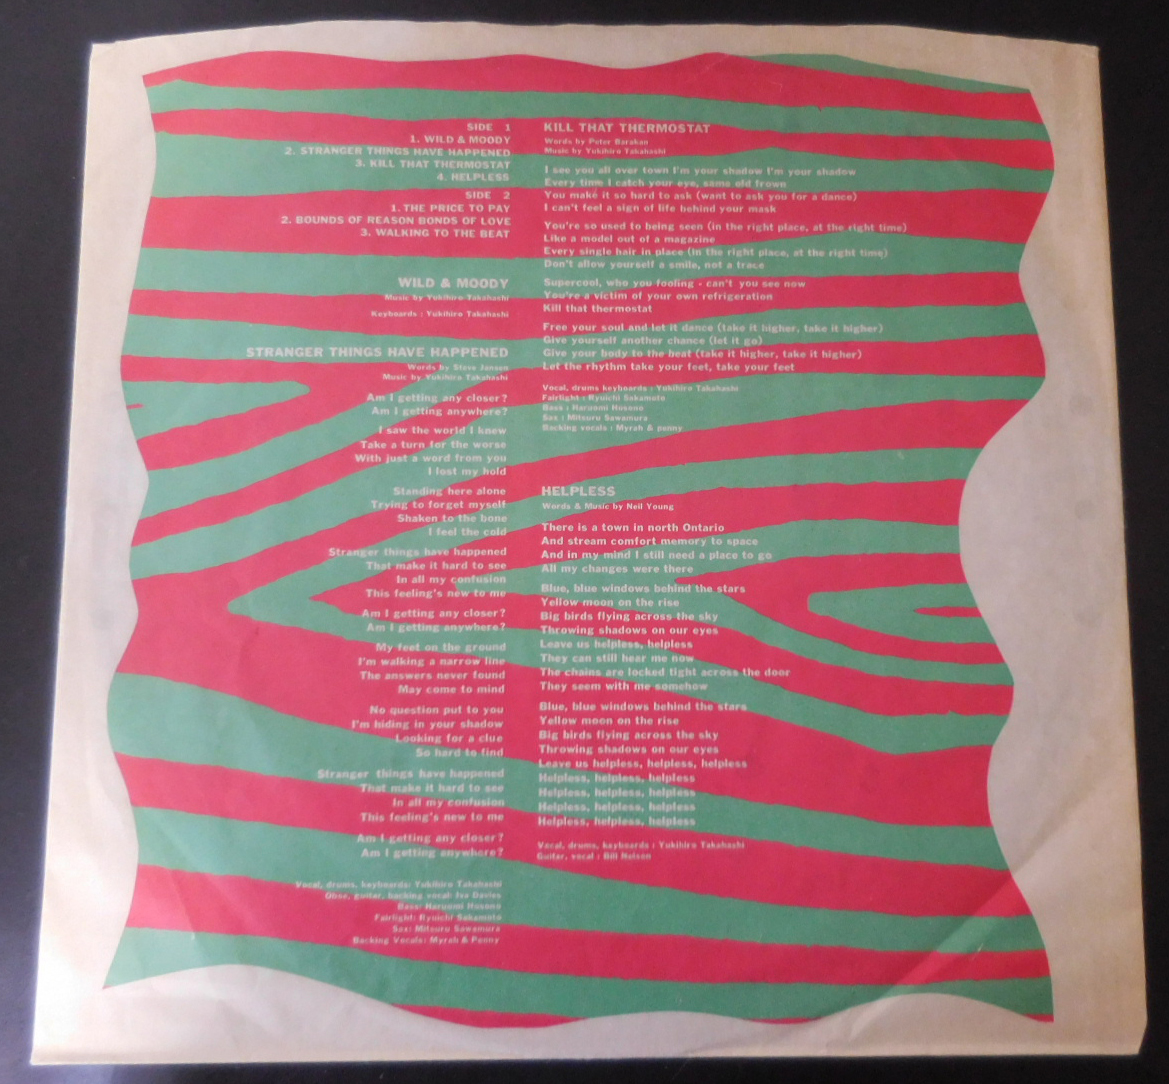 SIDE 1
1. WILD & MOODY
2. STRANGER THINGS HAVE HAPPENED
3. KILL THAT THERMOSTAT
4. HELPLESS
SIDE 2
1. THE PRICE TO PAY
2. BOUNDS OF REASON BONDS OF LOVE
3. WALKING TO THE BEAT
WILD & MOODY
Music by Yukihiro Takahashi
Keyboards : Yukihiro Takahashi
STRANGER THINGS HAVE HAPPENED
Words by Steve Jansen
Music by Yukihiro Takahashi
Am I getting any closer?
Am I getting anywhere?
I saw the world I knew
Take a turn for the worse
With just a word from you
I lost my hold
Standing here alone
Trying to forget myself
Shaken to the bone
I feel the cold
Stranger things have happened
That make it hard to see
In all my confusion
This feeling's new to me
Am I getting any closer?
Am I getting anywhere?
My feet on the ground
I'm walking a narrow line
The answers never found
May come to mind
No question put to you
I'm hiding in your shadow
Looking for a clue
So hard to find
Stranger things have happened
That make it hard to see
In all my confusion
This feeling's new to me
Am I getting any closer?
Am I getting anywhere?
Vocal, drums, keyboards: Yukihiro Takahashi
Oboe, guitar, backing vocal: Iva Davies
Bass: Haruomi Hosono
Fairlight: Ryuichi Sakamoto
Sax: Mitsuru Sawamura
Backing Vocals: Myrah & Penny
KILL THAT THERMOSTAT
Words by Peter Barakan
Music by Yukihiro Takahashi
I see you all over town I'm your shadow I'm your shadow
Every time I catch your eye, same old frown
You make it so hard to ask (want to ask you for a dance)
I can't feel a sign of life behind your mask
You're so used to being seen (in the right place, at the right time)
Like a model out of a magazine
Every single hair in place (in the right place, at the right time)
Don't allow yourself a smile, not a trace
Supercool, who you fooling - can't you see now
You're a victim of your own refrigeration
Kill that thermostat
Free your soul and let it dance (take it higher, take it higher)
Give yourself another chance (let it go)
Give your body to the beat (take it higher, take it higher)
Let the rhythm take your feet, take your feet
Vocal, drums keyboards : Yukihiro Takahashi
Fairlight : Ryuichi Sakamoto
Bass : Haruomi Hosono
Sax : Mitsuru Sawamura
Backing vocals : Myrah & penny
HELPLESS
Words & Music by Neil Young
There is a town in north Ontario
And stream comfort memory to space
And in my mind I still need a place to go
All my changes were there
Blue, blue windows behind the stars
Yellow moon on the rise
Big birds flying across the sky
Throwing shadows on our eyes
Leave us helpless, helpless
They can still hear me now
The chains are locked tight across the door
They seem with me somehow
Blue, blue windows behind the stars
Yellow moon on the rise
Big birds flying across the sky
Throwing shadows on our eyes
Leave us helpless, helpless, helpless
Helpless, helpless, helpless
Helpless, helpless, helpless
Helpless, helpless, helpless
Helpless, helpless, helpless
Vocal, drums, keyboards : Yukihiro Takahashi
Guitar, vocal : Bill Nelson